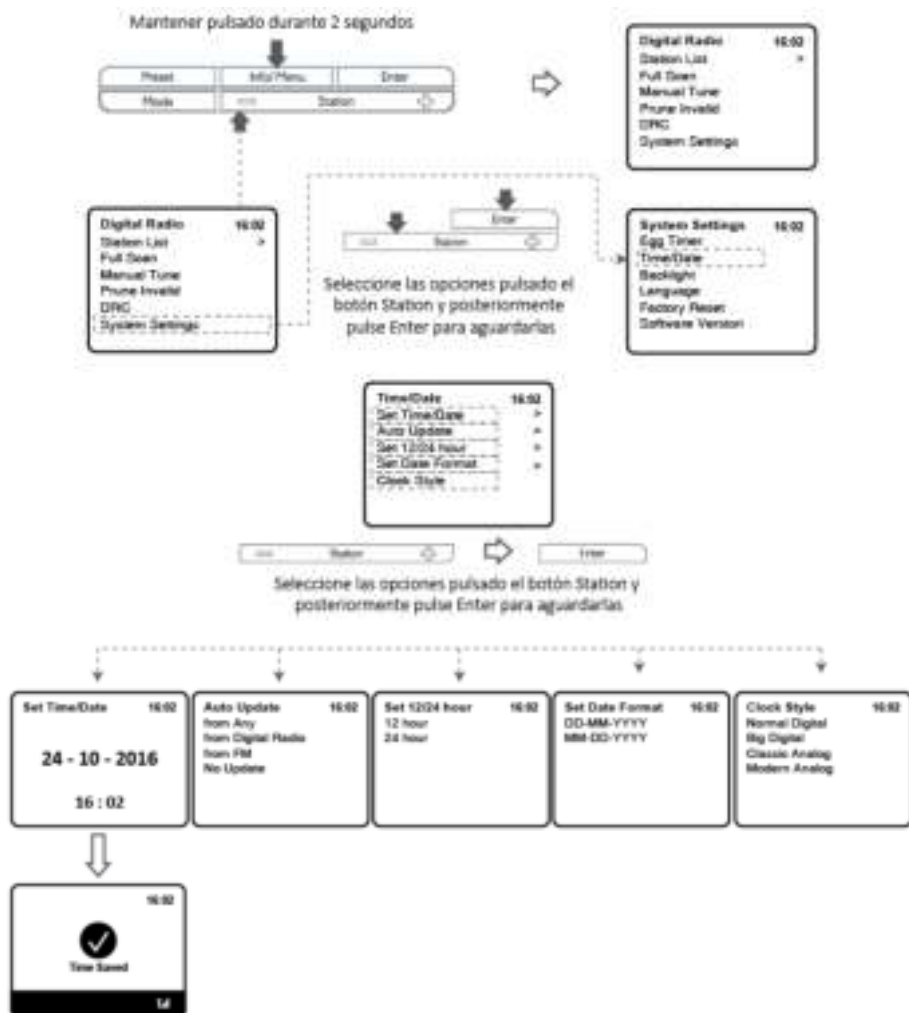 Mantener pulsado durante 2 segundos
Preset Info/Menu Enter
Mode Station
Digital Radio 16:02
Station List >
Full Scan
Manual Tune
Prune Invalid
DRC
System Settings
Digital Radio 16:02
Station List >
Full Scan
Manual Tune
Prune Invalid
DRC
System Settings
Enter
Station
Seleccione las opciones pulsado el
botón Station y posteriormente
pulse Enter para aguardarlas
System Settings 16:02
Egg Timer
Time/Date
Backlight
Language
Factory Reset
Software Version
Time/Date 16:02
Set Time/Date >
Auto Update >
Set 12/24 hour >
Set Date Format >
Clock Style
Station Enter
Seleccione las opciones pulsado el botón Station y
posteriormente pulse Enter para aguardarlas
Set Time/Date 16:02
24 - 10 - 2016
16 : 02
Auto Update 16:02
from Any
from Digital Radio
from FM
No Update
Set 12/24 hour 16:02
12 hour
24 hour
Set Date Format 16:02
DD-MM-YYYY
MM-DD-YYYY
Clock Style 16:02
Normal Digital
Big Digital
Classic Analog
Modern Analog
16:02
Time Saved